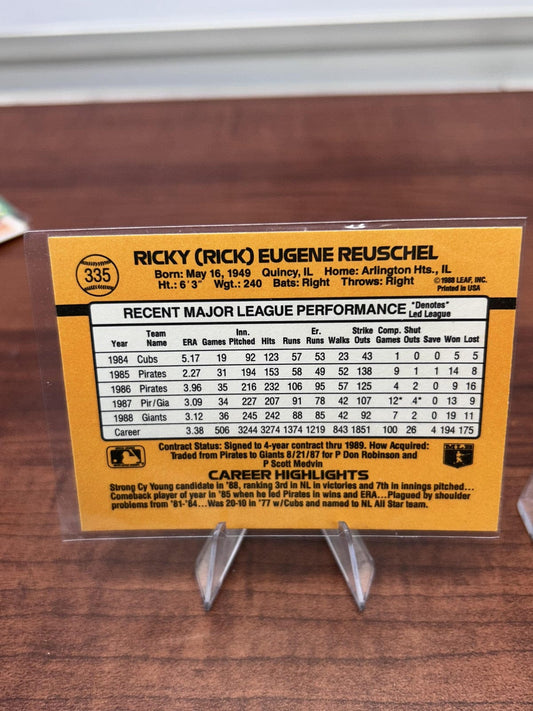 335
RICKY (RICK) EUGENE REUSCHEL
Born: May 16, 1949 Quincy, IL Home: Arlington Hts., IL
Ht.: 6'3" Wgt.: 240 Bats: Right Throws: Right
©1988 LEAF, INC.
Printed in USA
RECENT MAJOR LEAGUE PERFORMANCE
"Denotes"
Led League
Year Team Name ERA Games Inn. Pitched Hits Runs Er. Runs Walks Strike Outs Comp. Games Shut Outs Save Won Lost
1984 Cubs 5.17 19 92 123 57 53 23 43 1 0 0 5 5
1985 Pirates 2.27 31 194 153 58 49 52 138 9 1 1 14 8
1986 Pirates 3.96 35 216 232 106 95 57 125 4 2 0 9 16
1987 Pir/Gia 3.09 34 227 207 91 78 42 107 12* 4* 0 13 9
1988 Giants 3.12 36 245 242 88 85 42 92 7 2 0 19 11
Career 3.38 506 3244 3274 1374 1219 843 1851 100 26 4 194 175
Contract Status: Signed to 4-year contract thru 1989. How Acquired:
Traded from Pirates to Giants 8/21/87 for P Don Robinson and
P Scott Medvin
CAREER HIGHLIGHTS
Strong Cy Young candidate in '88, ranking 3rd in NL in victories and 7th in innings pitched...
Comeback player of year in '85 when he led Pirates in wins and ERA...Plagued by shoulder
problems from '81-'84...Was 20-10 in '77 w/Cubs and named to NL All Star team.